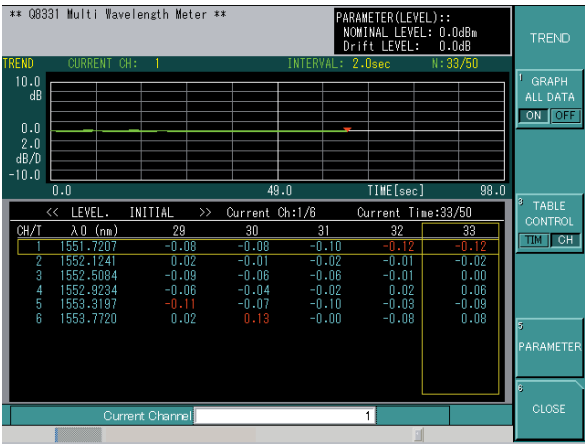 ** Q8331 Multi Wavelength Meter **
PARAMETER(LEVEL)::
NOMINAL LEVEL: 0.0dBm
Drift LEVEL: 0.0dB
TREND
TREND CURRENT CH: 1 INTERVAL: 2.0sec N:33/50
10.0
dB
0.0
2.0
dB/D
-10.0
0.0 49.0 TIME[sec] 98.0
1 GRAPH
ALL DATA
ON OFF
<< LEVEL. INITIAL >> Current Ch:1/6 Current Time:33/50
CH/T λ0 (nm) 29 30 31 32 33
1 1551.7207 -0.08 -0.08 -0.10 -0.12 -0.12
2 1552.1241 0.02 -0.01 -0.02 -0.01 -0.02
3 1552.5084 -0.09 -0.06 -0.06 -0.01 0.00
4 1552.9234 -0.06 -0.04 -0.02 0.02 0.06
5 1553.3197 -0.11 -0.07 -0.10 -0.03 -0.09
6 1553.7720 0.02 0.13 -0.00 -0.08 0.08
3 TABLE
CONTROL
TIM CH
5
PARAMETER
6
CLOSE
Current Channel 1